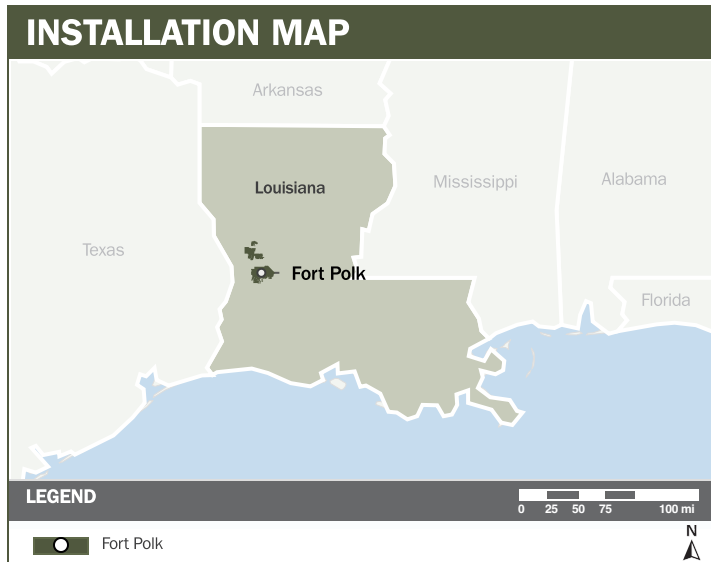 INSTALLATION MAP
Arkansas
Louisiana
Mississippi
Alabama
Texas
Fort Polk
Florida
LEGEND
0 25 50 75 100 mi
Fort Polk
N